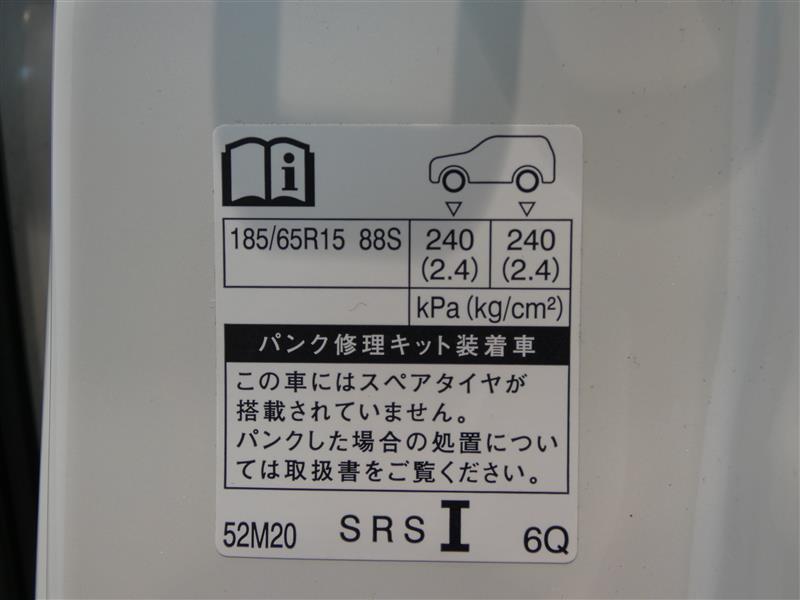 i
185/65R15 88S 240 240
(2.4) (2.4)
kPa (kg/cm²)
パンク修理キット装着車
この車にはスペアタイヤが
搭載されていません。
パンクした場合の処置につい
ては取扱書をご覧ください。
52M20 SRS I 6Q